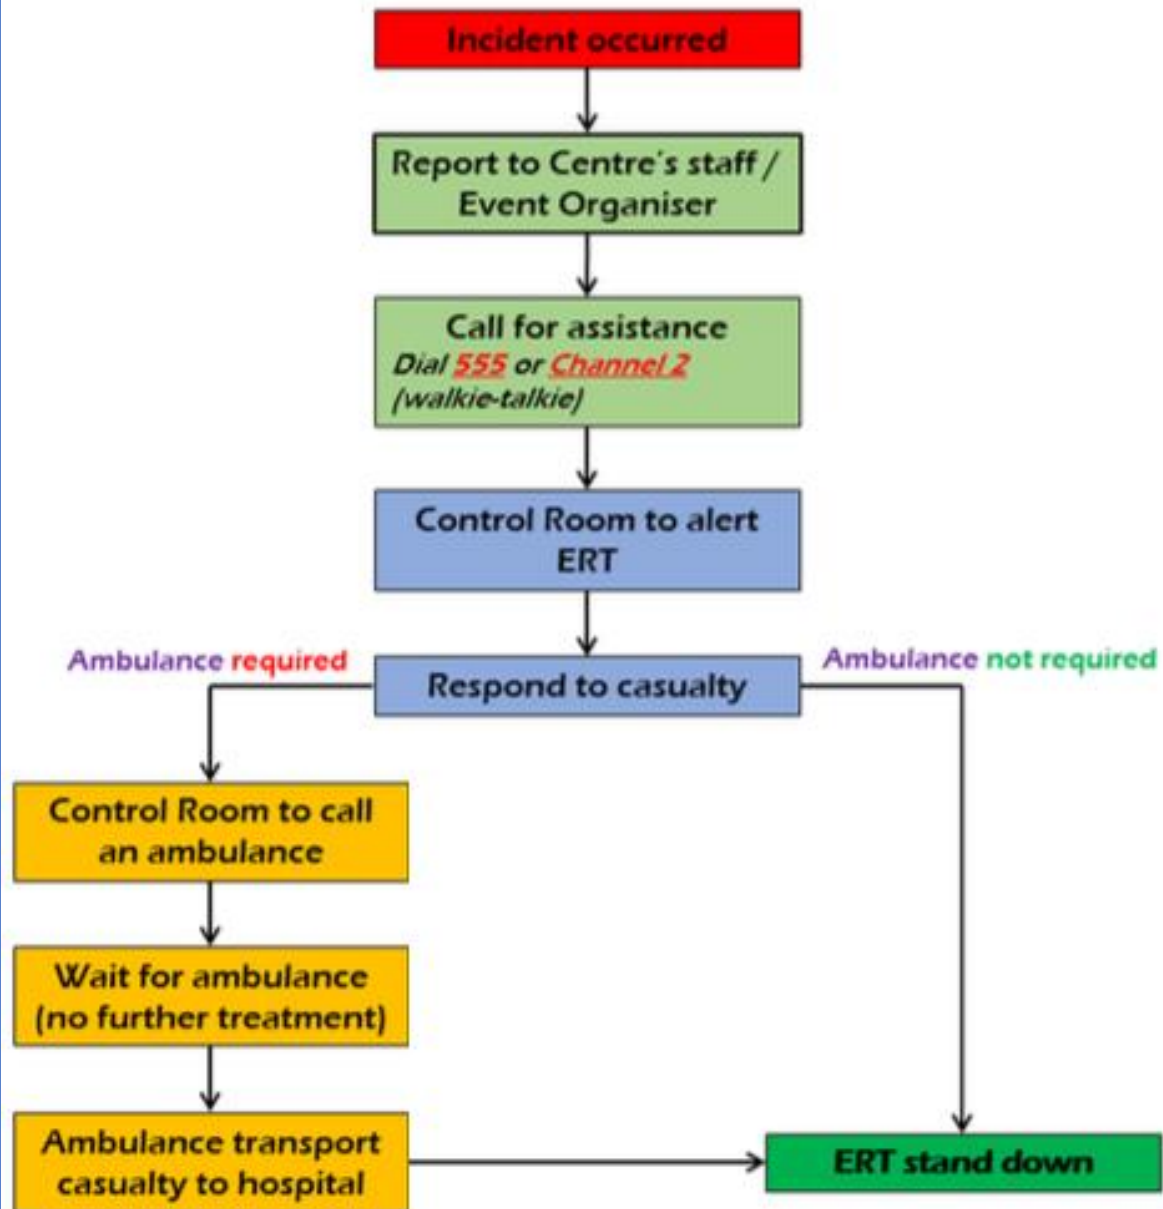 Incident occurred
Report to Centre's staff /
Event Organiser
Call for assistance
Dial 555 or Channel 2
(walkie-talkie)
Control Room to alert
ERT
Ambulance required
Respond to casualty
Ambulance not required
Control Room to call
an ambulance
Wait for ambulance
(no further treatment)
Ambulance transport
casualty to hospital
ERT stand down